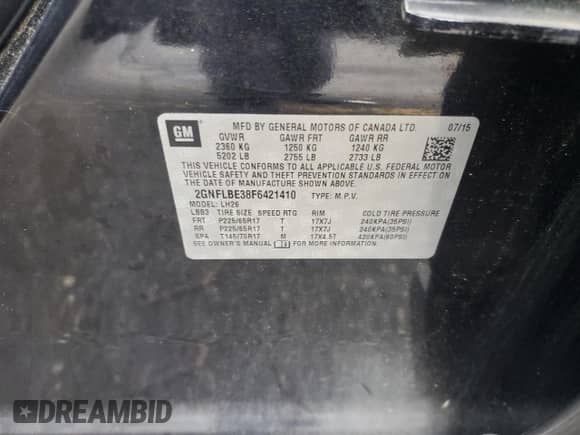 GM
MFD BY GENERAL MOTORS OF CANADA LTD. 07/15
GVWR GAWR FRT GAWR RR
2360 KG 1250 KG 1240 KG
5202 LB 2755 LB 2733 LB
THIS VEHICLE CONFORMS TO ALL APPLICABLE U.S. FEDERAL MOTOR
VEHICLE SAFETY AND THEFT PREVENTION STANDARDS IN EFFECT
ON THE DATE OF MANUFACTURE SHOWN ABOVE.
2GNFLBE38F6421410 TYPE: M.P.V.
MODEL: LH26
LBS3 TIRE SIZE SPEED RTG RIM COLD TIRE PRESSURE
FRT P225/65R17 T 17X7J 240KPA(35PSI)
RR P225/65R17 T 17X7J 240KPA(35PSI)
SPA T145/70R17 M 17X4.5T 420KPA(60PSI)
SEE OWNER'S MANUAL FOR MORE INFORMATION.
DREAMBID